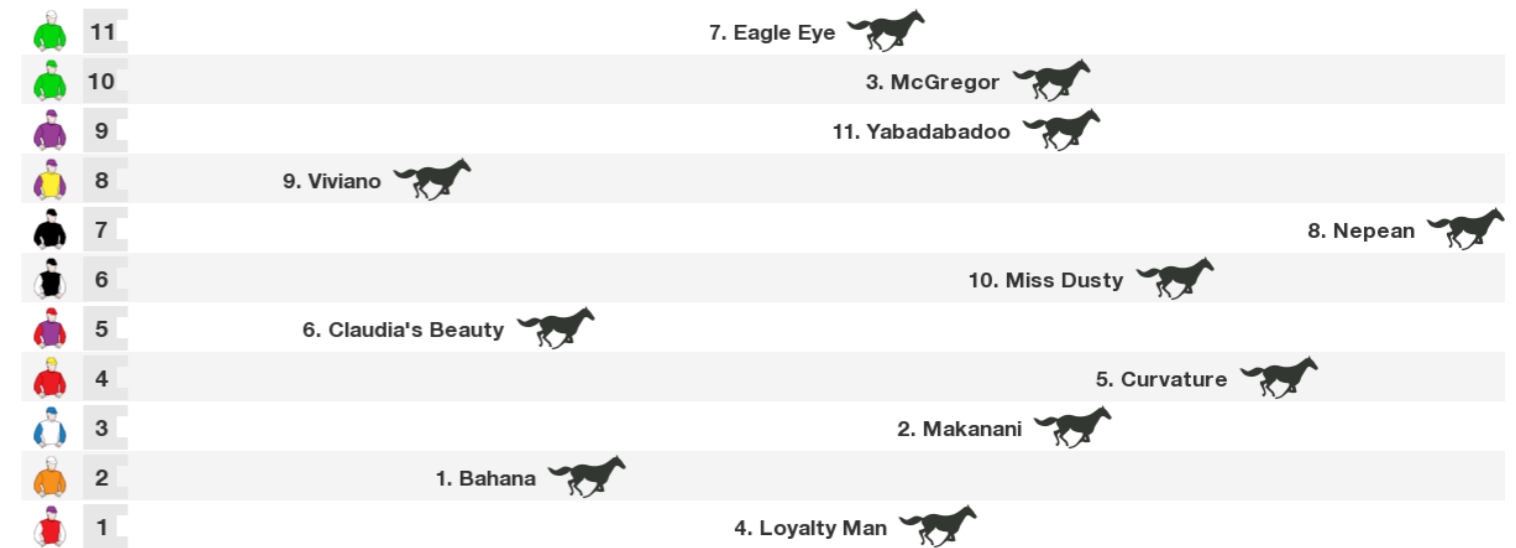 11 7. Eagle Eye
10 3. McGregor
9 11. Yabadabadoo
8 9. Viviano
7 8. Nepean
6 10. Miss Dusty
5 6. Claudia's Beauty
4 5. Curvature
3 2. Makanani
2 1. Bahana
1 4. Loyalty Man